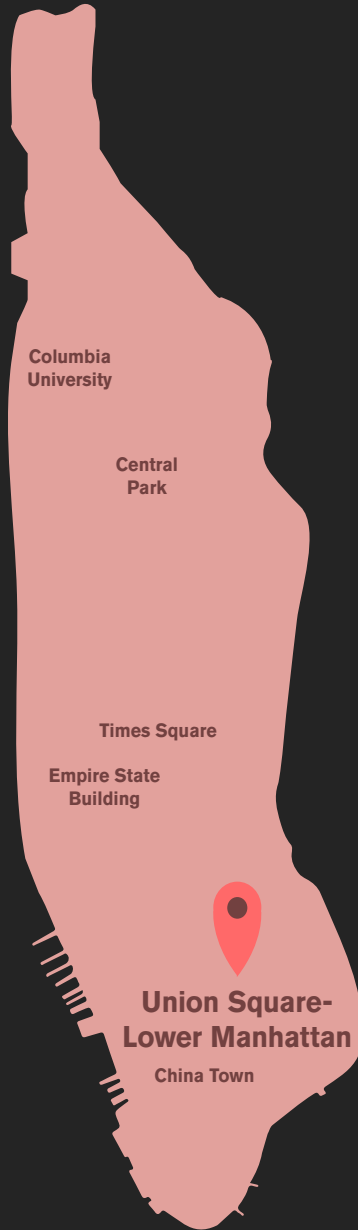 Columbia
University
Central
Park
Times Square
Empire State
Building
Union Square-
Lower Manhattan
China Town